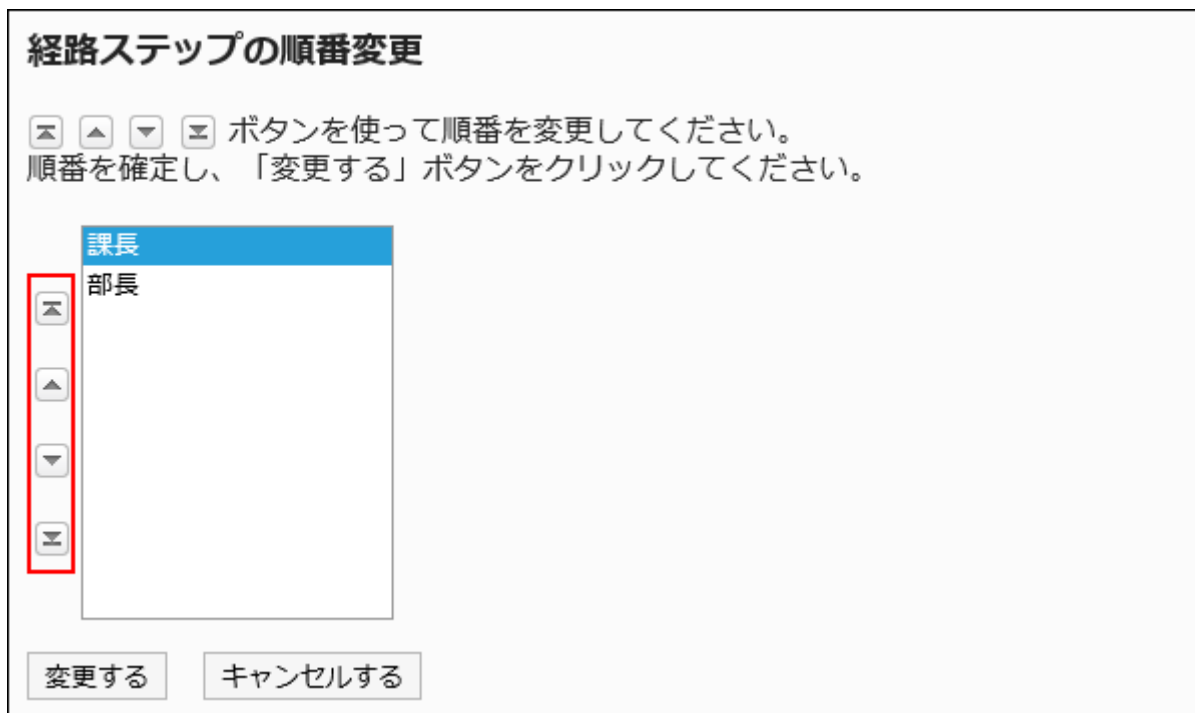 経路ステップの順番変更
ボタンを使って順番を変更してください。
順番を確定し、「変更する」ボタンをクリックしてください。
課長
部長
変更する キャンセルする